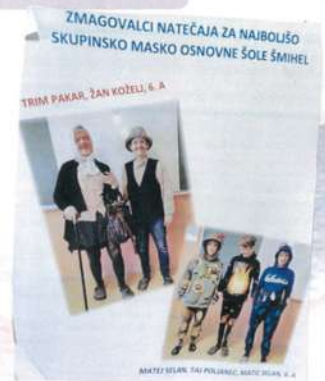 ZMAGOVALCI NATEČAJA ZA NAJBOLJŠO
SKUPINSKO MASKO OSNOVNE ŠOLE ŠMIHEL
TRIM PAKAR, ŽAN KOŽELJ, 6. A
MATEJ SELAN, TAJ POLJANEC, MATIC SELAN, 6. A